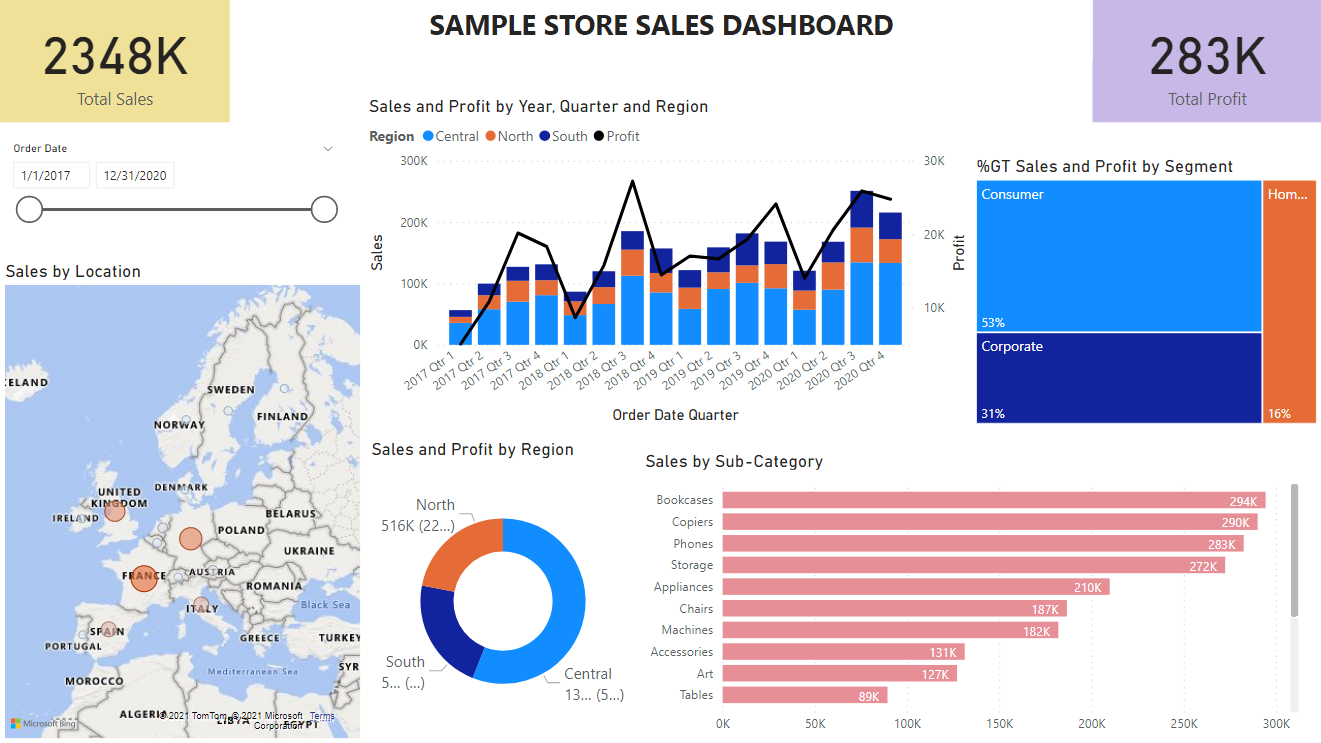 SAMPLE STORE SALES DASHBOARD
2348K
Total Sales
283K
Total Profit
Order Date
1/1/2017
12/31/2020
Sales and Profit by Year, Quarter and Region
Region Central North South Profit
300K
200K
100K
0K
30K
20K
10K
Sales
Profit
2017 Qtr 1
2017 Qtr 2
2017 Qtr 3
2017 Qtr 4
2018 Qtr 1
2018 Qtr 2
2018 Qtr 3
2018 Qtr 4
2019 Qtr 1
2019 Qtr 2
2019 Qtr 3
2019 Qtr 4
2020 Qtr 1
2020 Qtr 2
2020 Qtr 3
2020 Qtr 4
Order Date Quarter
%GT Sales and Profit by Segment
Consumer
53%
Corporate
31%
Hom...
16%
Sales by Location
CELAND
SWEDEN
FINLAND
NORWAY
DENMARK
UNITED
KINGDOM
IRELAND
BELARUS
POLAND
UKRAINE
FRANCE
AUSTRIA
ROMANIA
ITALY
Black Sea
SPAIN
PORTUGAL
GREECE
TURKEY
Mediterranean Sea
SYR
MOROCCO
ALGERIA
LIBYA
EGYPT
Microsoft Bing
© 2021 TomTom, © 2021 Microsoft Corporation
Terms
Sales and Profit by Region
North
516K (22...)
South
5... (...)
Central
13... (5...)
Sales by Sub-Category
Bookcases 294K
Copiers 290K
Phones 283K
Storage 272K
Appliances 210K
Chairs 187K
Machines 182K
Accessories 131K
Art 127K
Tables 89K
0K 50K 100K 150K 200K 250K 300K